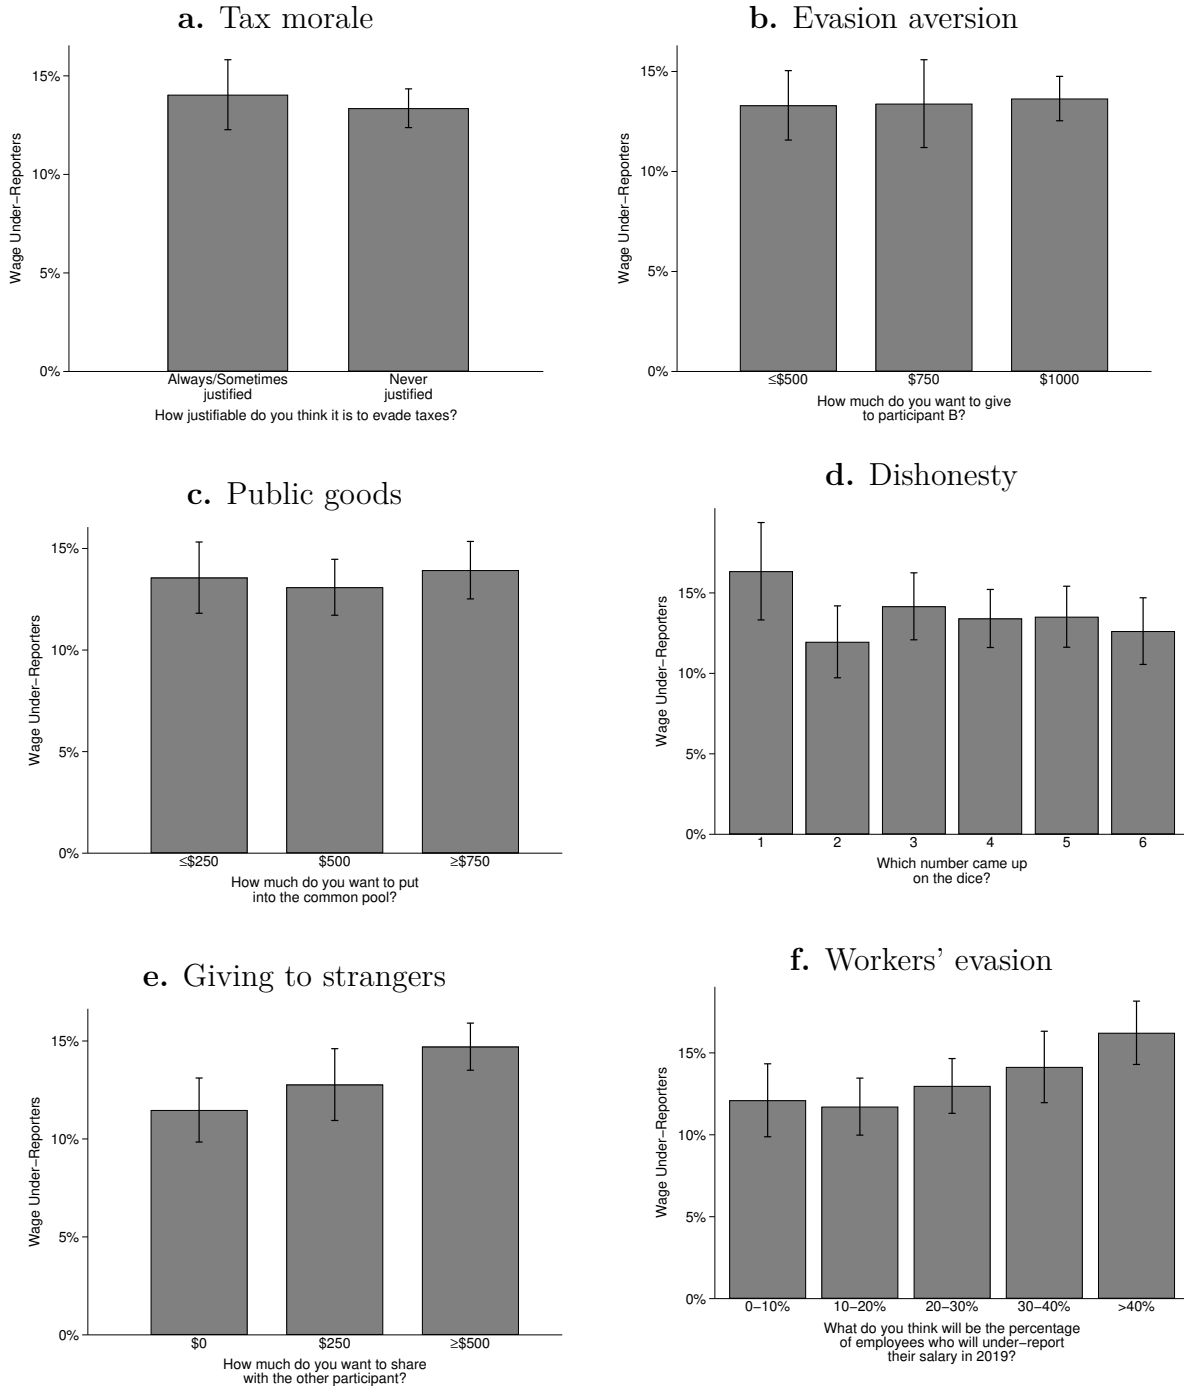 a. Tax morale
Wage Under−Reporters
15%
10%
5%
0%
Always/Sometimes
justified
Never
justified
How justifiable do you think it is to evade taxes?
b. Evasion aversion
Wage Under−Reporters
15%
10%
5%
0%
≤$500
$750
$1000
How much do you want to give
to participant B?
c. Public goods
Wage Under−Reporters
15%
10%
5%
0%
≤$250
$500
≥$750
How much do you want to put
into the common pool?
d. Dishonesty
Wage Under−Reporters
15%
10%
5%
0%
1
2
3
4
5
6
Which number came up
on the dice?
e. Giving to strangers
Wage Under−Reporters
15%
10%
5%
0%
$0
$250
≥$500
How much do you want to share
with the other participant?
f. Workers' evasion
Wage Under−Reporters
15%
10%
5%
0%
0−10%
10−20%
20−30%
30−40%
>40%
What do you think will be the percentage
of employees who will under−report
their salary in 2019?